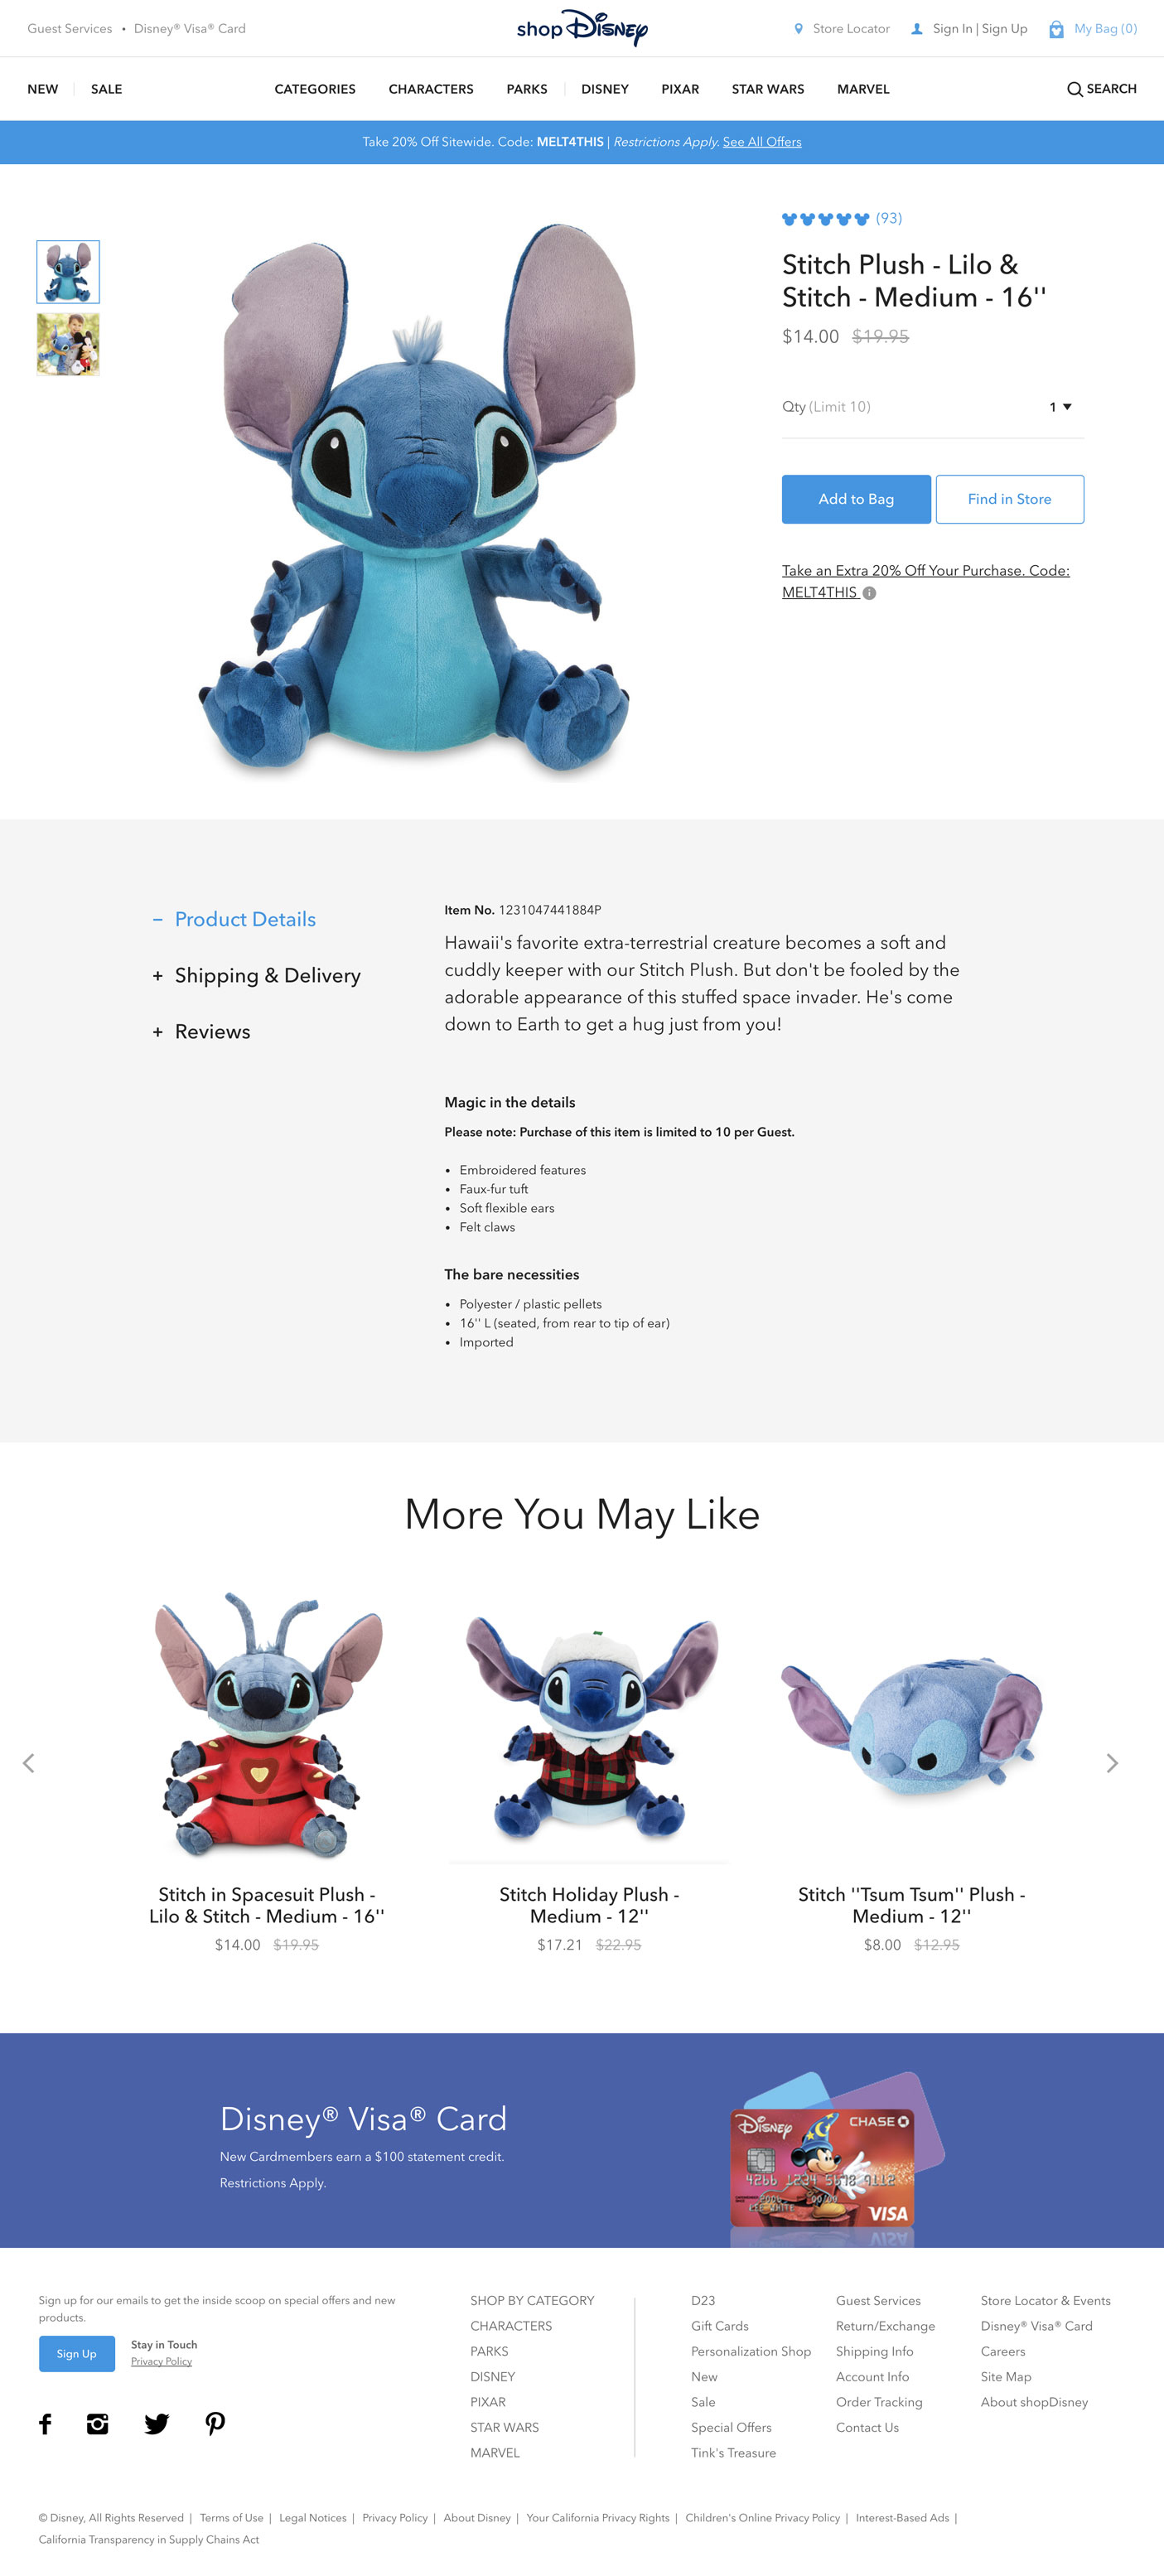 Guest Services • Disney® Visa® Card
shop Disney
Store Locator
Sign In | Sign Up
My Bag (0)
NEW
SALE
CATEGORIES
CHARACTERS
PARKS
DISNEY
PIXAR
STAR WARS
MARVEL
SEARCH
Take 20% Off Sitewide. Code: MELT4THIS | Restrictions Apply. See All Offers
(93)
Stitch Plush - Lilo &
Stitch - Medium - 16''
$14.00 $19.95
Qty (Limit 10)
1
Add to Bag
Find in Store
Take an Extra 20% Off Your Purchase. Code:
MELT4THIS
– Product Details
+ Shipping & Delivery
+ Reviews
Item No. 1231047441884P
Hawaii's favorite extra-terrestrial creature becomes a soft and
cuddly keeper with our Stitch Plush. But don't be fooled by the
adorable appearance of this stuffed space invader. He's come
down to Earth to get a hug just from you!
Magic in the details
Please note: Purchase of this item is limited to 10 per Guest.
• Embroidered features
• Faux-fur tuft
• Soft flexible ears
• Felt claws
The bare necessities
• Polyester / plastic pellets
• 16'' L (seated, from rear to tip of ear)
• Imported
More You May Like
Stitch in Spacesuit Plush -
Lilo & Stitch - Medium - 16''
$14.00 $19.95
Stitch Holiday Plush -
Medium - 12''
$17.21 $22.95
Stitch ''Tsum Tsum'' Plush -
Medium - 12''
$8.00 $12.95
Disney® Visa® Card
New Cardmembers earn a $100 statement credit.
Restrictions Apply.
Disney
CHASE
4266 1234 5678 9112
VISA
Sign up for our emails to get the inside scoop on special offers and new
products.
Sign Up
Stay in Touch
Privacy Policy
SHOP BY CATEGORY
CHARACTERS
PARKS
DISNEY
PIXAR
STAR WARS
MARVEL
D23
Gift Cards
Personalization Shop
New
Sale
Special Offers
Tink's Treasure
Guest Services
Return/Exchange
Shipping Info
Account Info
Order Tracking
Contact Us
Store Locator & Events
Disney® Visa® Card
Careers
Site Map
About shopDisney
© Disney, All Rights Reserved | Terms of Use | Legal Notices | Privacy Policy | About Disney | Your California Privacy Rights | Children's Online Privacy Policy | Interest-Based Ads |
California Transparency in Supply Chains Act